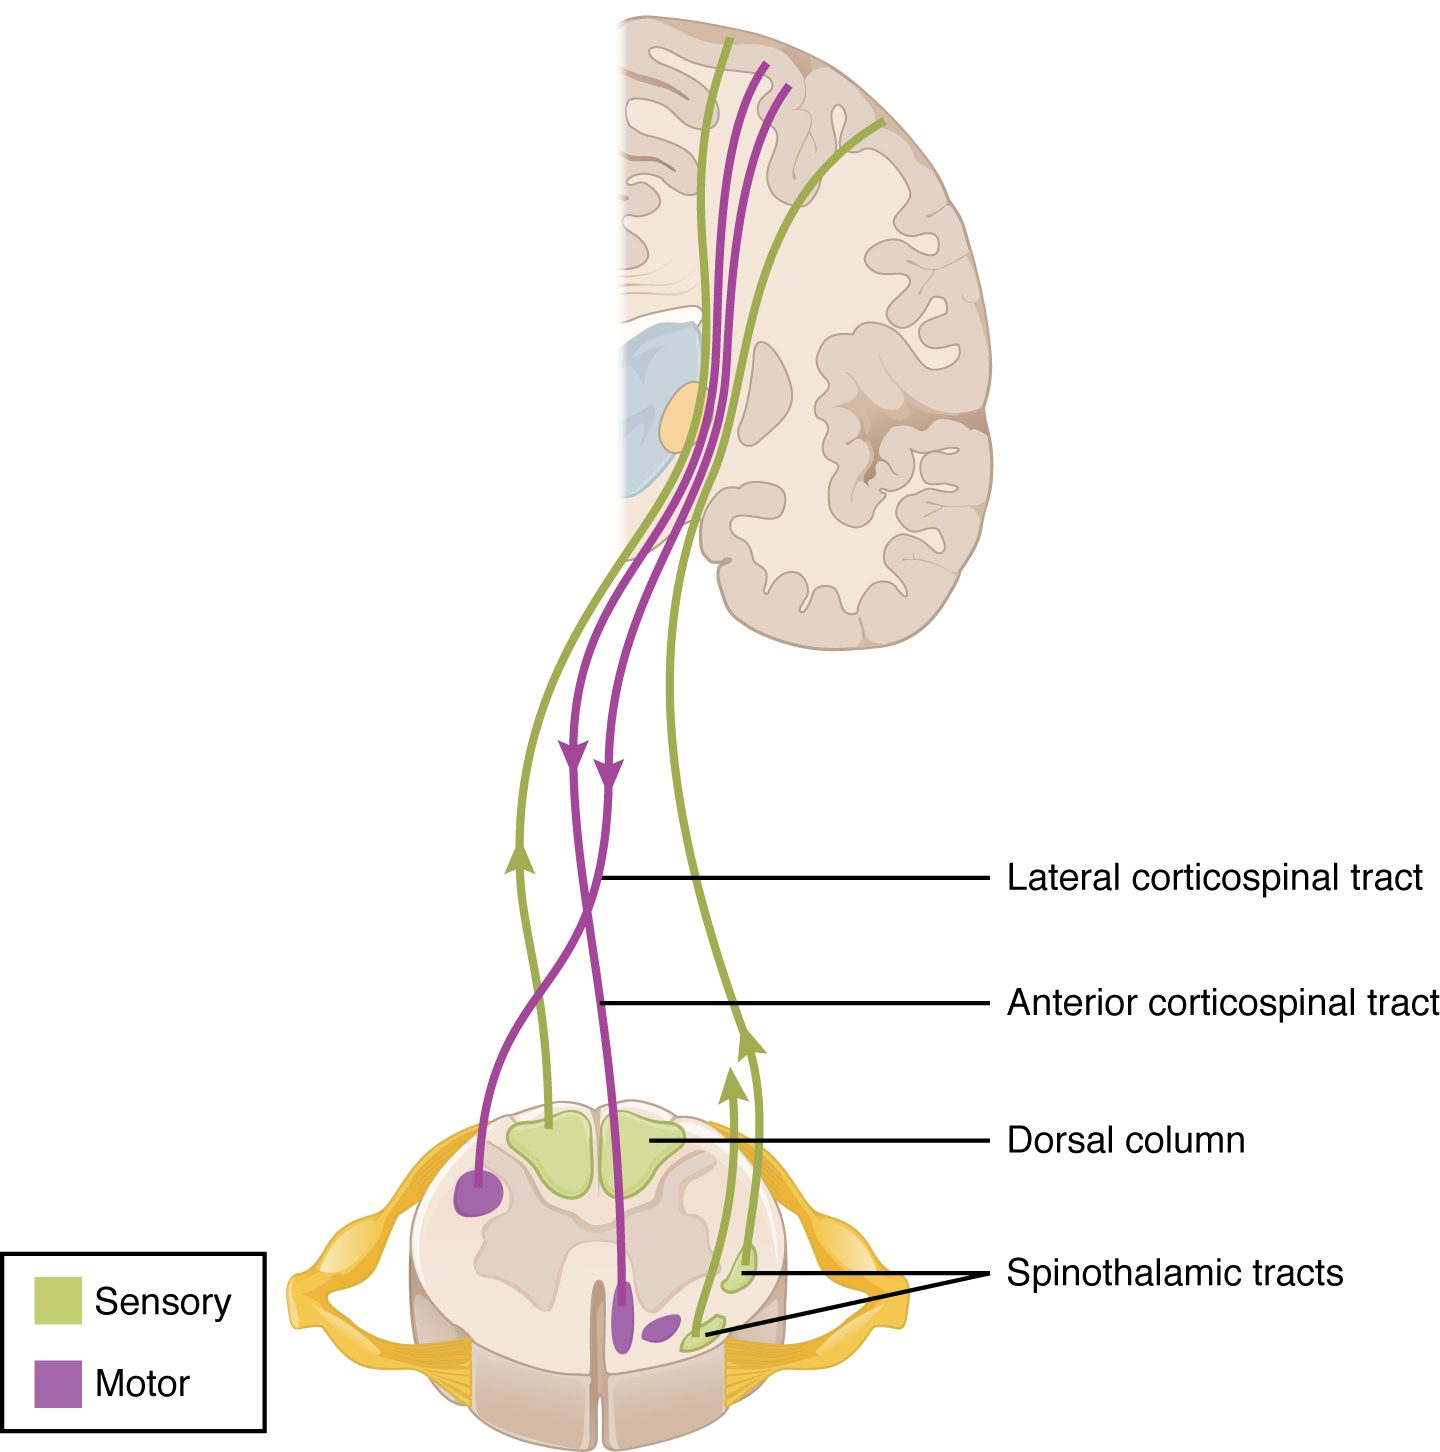 Lateral corticospinal tract
Anterior corticospinal tract
Dorsal column
Spinothalamic tracts
Sensory
Motor